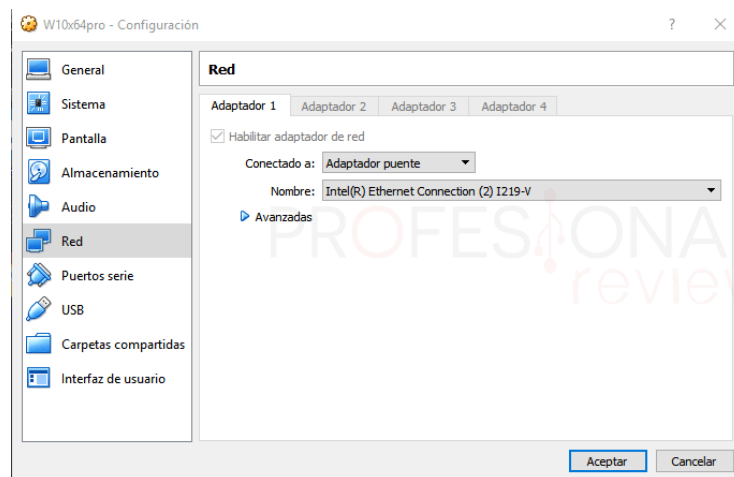 W10x64pro - Configuración
General
Sistema
Pantalla
Almacenamiento
Audio
Red
Puertos serie
USB
Carpetas compartidas
Interfaz de usuario
Red
Adaptador 1 Adaptador 2 Adaptador 3 Adaptador 4
Habilitar adaptador de red
Conectado a: Adaptador puente
Nombre: Intel(R) Ethernet Connection (2) I219-V
Avanzadas
PROFESIONA
review
Aceptar Cancelar